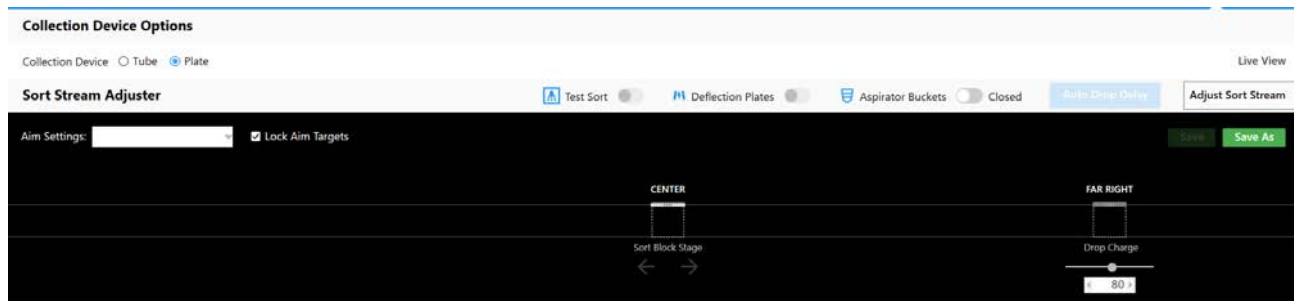 Collection Device Options
Collection Device Tube Plate Live View
Sort Stream Adjuster Test Sort Deflection Plates Aspirator Buckets Closed Auto Drop Delay Adjust Sort Stream
Aim Settings: Lock Aim Targets Save Save As
CENTER FAR RIGHT
Sort Block Stage Drop Charge
80